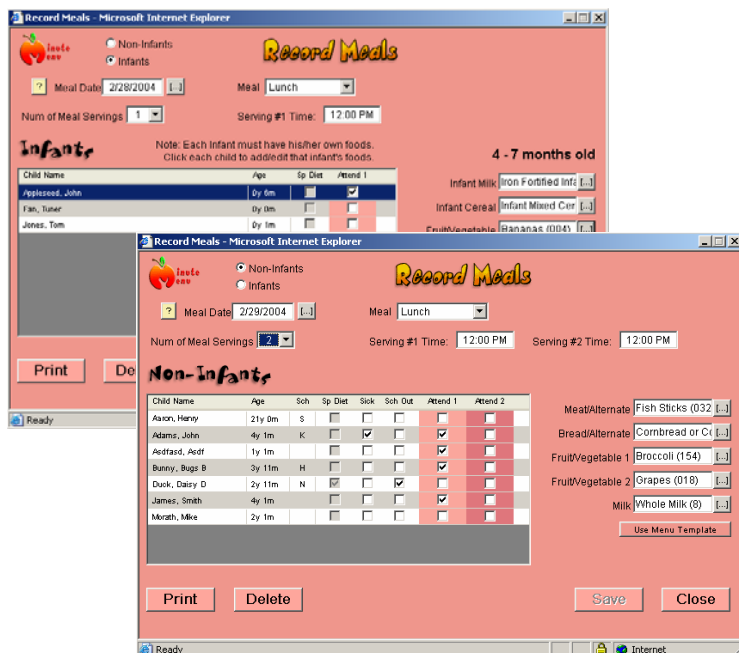 Record Meals - Microsoft Internet Explorer
inute
enu
Non-Infants
Infants
Record Meals
? Meal Date 2/28/2004 [...] Meal Lunch
Num of Meal Servings 1 Serving #1 Time: 12:00 PM
Infants
Note: Each Infant must have his/her own foods.
Click each child to add/edit that infant's foods.
4 - 7 months old
Child Name Age Sp Diet Attend 1
Appleseed, John 0y 6m
Fan, Tuner 0y 0m
Jones, Tom 0y 1m
Infant Milk Iron Fortified Infa [...]
Infant Cereal Infant Mixed Cer [...]
Fruit/Vegetable Bananas (004) [...]
Print De
Ready
Record Meals - Microsoft Internet Explorer
inute
enu
Non-Infants
Infants
Record Meals
? Meal Date 2/29/2004 [...] Meal Lunch
Num of Meal Servings 2 Serving #1 Time: 12:00 PM Serving #2 Time: 12:00 PM
Non-Infants
Child Name Age Sch Sp Diet Sick Sch Out Attend 1 Attend 2
Aaron, Henry 21y 0m S
Adams, John 4y 1m K
Asdfasd, Asdf 1y 1m
Bunny, Bugs B 3y 11m H
Duck, Daisy D 2y 11m N
James, Smith 4y 1m
Morath, Mike 2y 1m
Meat/Alternate Fish Sticks (032 [...]
Bread/Alternate Cornbread or Co [...]
Fruit/Vegetable 1 Broccoli (154) [...]
Fruit/Vegetable 2 Grapes (018) [...]
Milk Whole Milk (8) [...]
Use Menu Template
Print Delete Save Close
Ready Internet